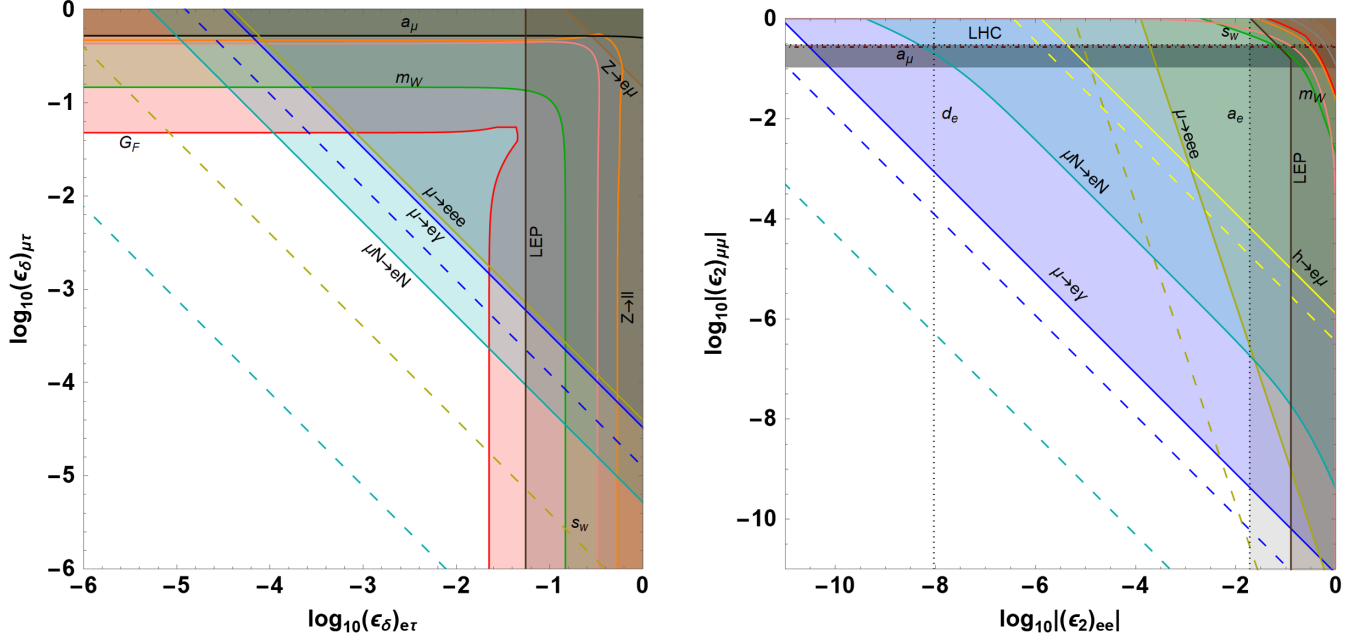 0
−1
−2
−3
−4
−5
−6
−6
−5
−4
−3
−2
−1
0
log₁₀(ϵ_δ)_μτ
log₁₀(ϵ_δ)_eτ
a_μ
Z→eμ
m_W
G_F
μ→eee
μ→eγ
μN→eN
LEP
Z→ll
s_W
0
−2
−4
−6
−8
−10
−10
−8
−6
−4
−2
0
log₁₀|(ϵ₂)_μμ|
log₁₀|(ϵ₂)_ee|
LHC
s_W
a_μ
m_W
d_e
a_e
μ→eee
μN→eN
LEP
h→eμ
μ→eγ